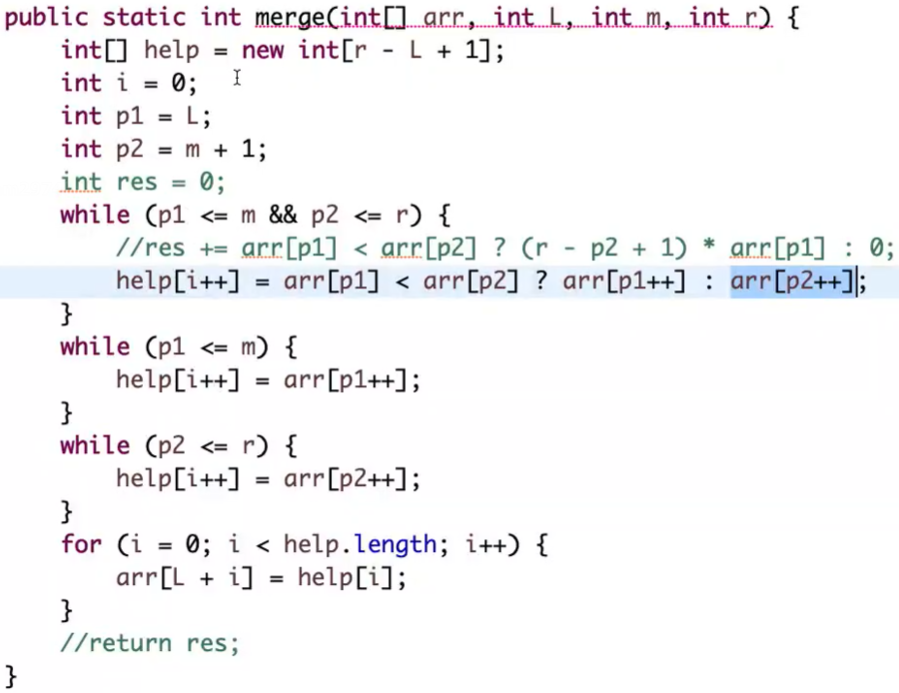 public static int merge(int[] arr, int L, int m, int r) {
    int[] help = new int[r - L + 1];
    int i = 0;
    int p1 = L;
    int p2 = m + 1;
    int res = 0;
    while (p1 <= m && p2 <= r) {
        //res += arr[p1] < arr[p2] ? (r - p2 + 1) * arr[p1] : 0;
        help[i++] = arr[p1] < arr[p2] ? arr[p1++] : arr[p2++];
    }
    while (p1 <= m) {
        help[i++] = arr[p1++];
    }
    while (p2 <= r) {
        help[i++] = arr[p2++];
    }
    for (i = 0; i < help.length; i++) {
        arr[L + i] = help[i];
    }
    //return res;
}